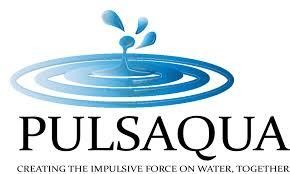 PULSAQUA
CREATING THE IMPULSIVE FORCE ON WATER, TOGETHER